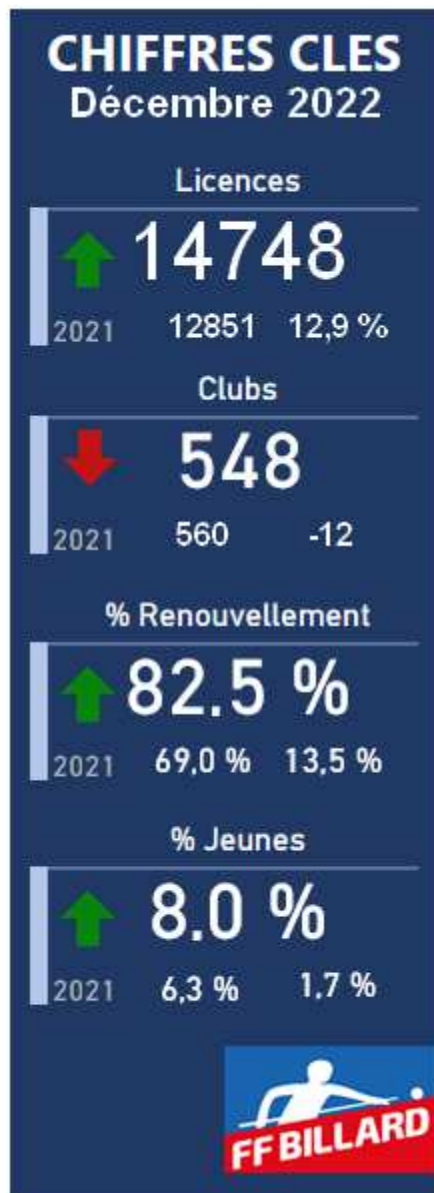 CHIFFRES CLES
Décembre 2022
Licences
14748
2021 12851 12,9 %
Clubs
548
2021 560 -12
% Renouvellement
82.5 %
2021 69,0 % 13,5 %
% Jeunes
8.0 %
2021 6,3 % 1,7 %
FF BILLARD